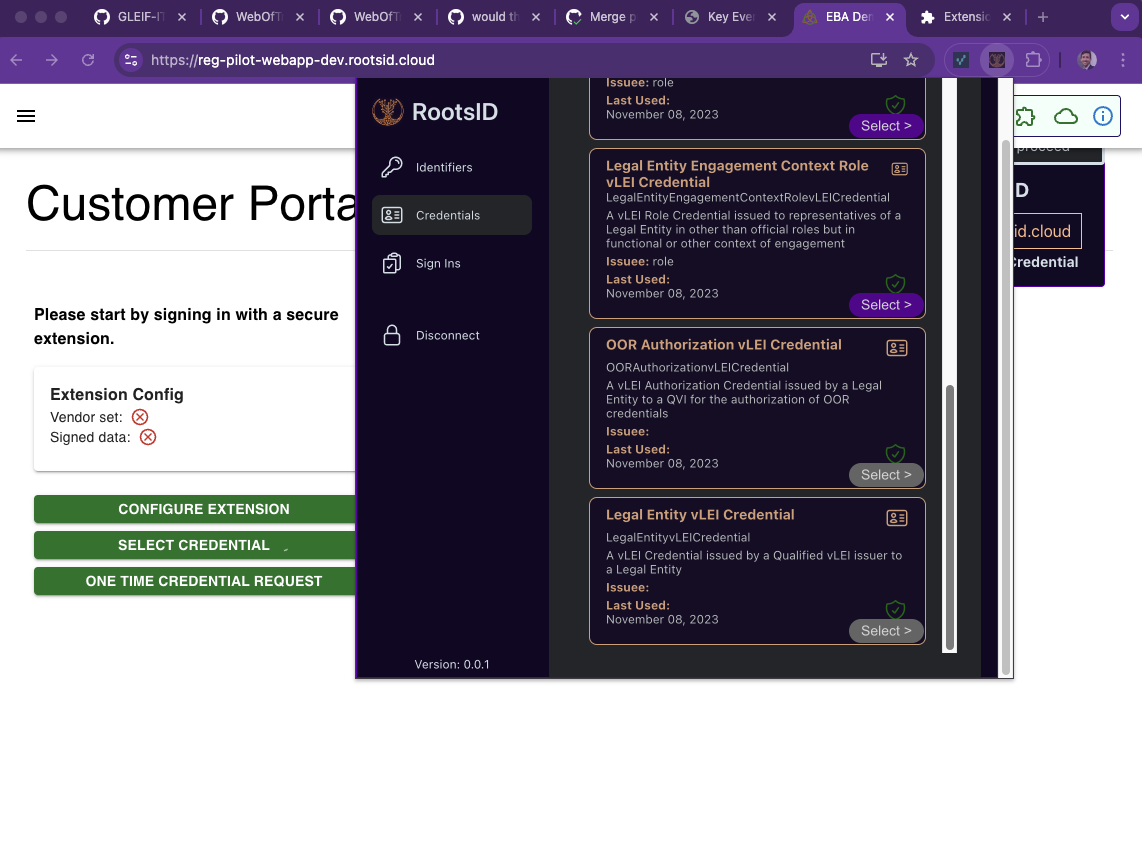 GLEIF-I
WebOfT
WebOfT
would th
Merge p
Key Eve
EBA Dem
Extensio
https://reg-pilot-webapp-dev.rootsid.cloud
Customer Porta
Please start by signing in with a secure
extension.
Extension Config
Vendor set:
Signed data:
CONFIGURE EXTENSION
SELECT CREDENTIAL
ONE TIME CREDENTIAL REQUEST
RootsID
Identifiers
Credentials
Sign Ins
Disconnect
Version: 0.0.1
Issuee: role
Last Used:
November 08, 2023
Select >
Legal Entity Engagement Context Role
vLEI Credential
LegalEntityEngagementContextRolevLEICredential
A vLEI Role Credential issued to representatives of a
Legal Entity in other than official roles but in
functional or other context of engagement
Issuee: role
Last Used:
November 08, 2023
Select >
OOR Authorization vLEI Credential
OORAuthorizationvLEICredential
A vLEI Authorization Credential issued by a Legal
Entity to a QVI for the authorization of OOR
credentials
Issuee:
Last Used:
November 08, 2023
Select >
Legal Entity vLEI Credential
LegalEntityvLEICredential
A vLEI Credential issued by a Qualified vLEI issuer to
a Legal Entity
Issuee:
Last Used:
November 08, 2023
Select >
proceed
D
id.cloud
Credential